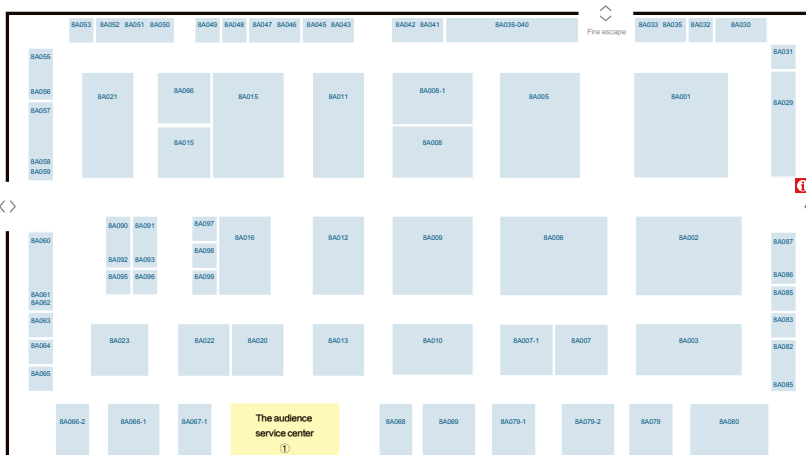 8A053 8A052 8A051 8A050 8A049 8A048 8A047 8A046 8A045 8A043 8A042 8A041 8A036-040 8A033 8A035 8A032 8A030
Fire escape
8A055 8A031
8A056 8A021 8A066 8A015 8A011 8A008-1 8A005 8A001 8A029
8A057
8A015 8A008
8A058
8A059
8A090 8A091 8A097
8A060 8A016 8A012 8A009 8A006 8A002 8A087
8A098
8A092 8A093
8A095 8A096 8A099 8A086
8A061 8A085
8A062
8A063 8A083
8A064 8A023 8A022 8A020 8A013 8A010 8A007-1 8A007 8A003 8A082
8A065
8A085
8A066-2 8A066-1 8A067-1 The audience 8A068 8A069 8A079-1 8A079-2 8A079 8A080
service center
①